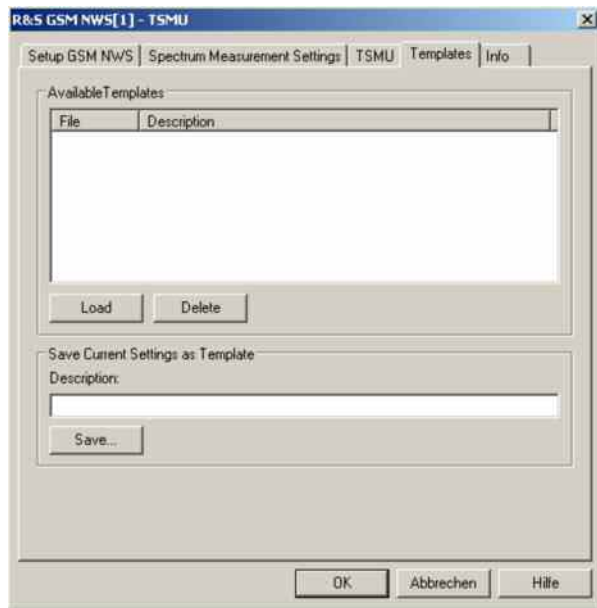 R&S GSM NWS[1] - TSMU
Setup GSM NWS Spectrum Measurement Settings TSMU Templates Info
AvailableTemplates
File Description
Load Delete
Save Current Settings as Template
Description:
Save...
OK Abbrechen Hilfe